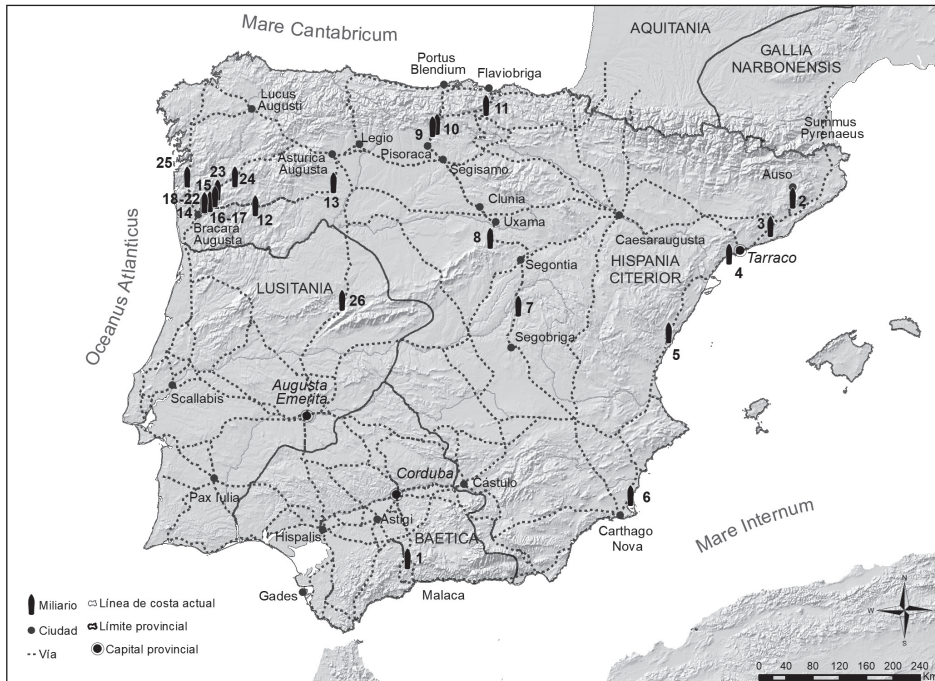 Mare Cantabricum
AQUITANIA
GALLIA
NARBONENSIS
Portus
Blendium
Flaviobriga
Lucus
Augusti
11
Summus
Pyrenaeus
9
10
Legio
Pisoraca
Asturica
Augusta
Segisamo
25
23
24
15
18-22
14
16-17
12
13
Bracara
Augusta
Auso
2
Clunia
Uxama
8
3
Caesaraugusta
Tarraco
4
HISPANIA
CITERIOR
Segontia
LUSITANIA
26
7
Oceanus Atlanticus
Segobriga
5
Augusta
Emerita
Scallabis
Corduba
Castulo
Pax Iulia
6
Astigi
Hispalis
BAETICA
Carthago
Nova
Mare Internum
1
Gades
Malaca
Miliario
Línea de costa actual
Ciudad
Límite provincial
Vía
Capital provincial
N
W
E
S
0 40 80 120 160 200 240
Km